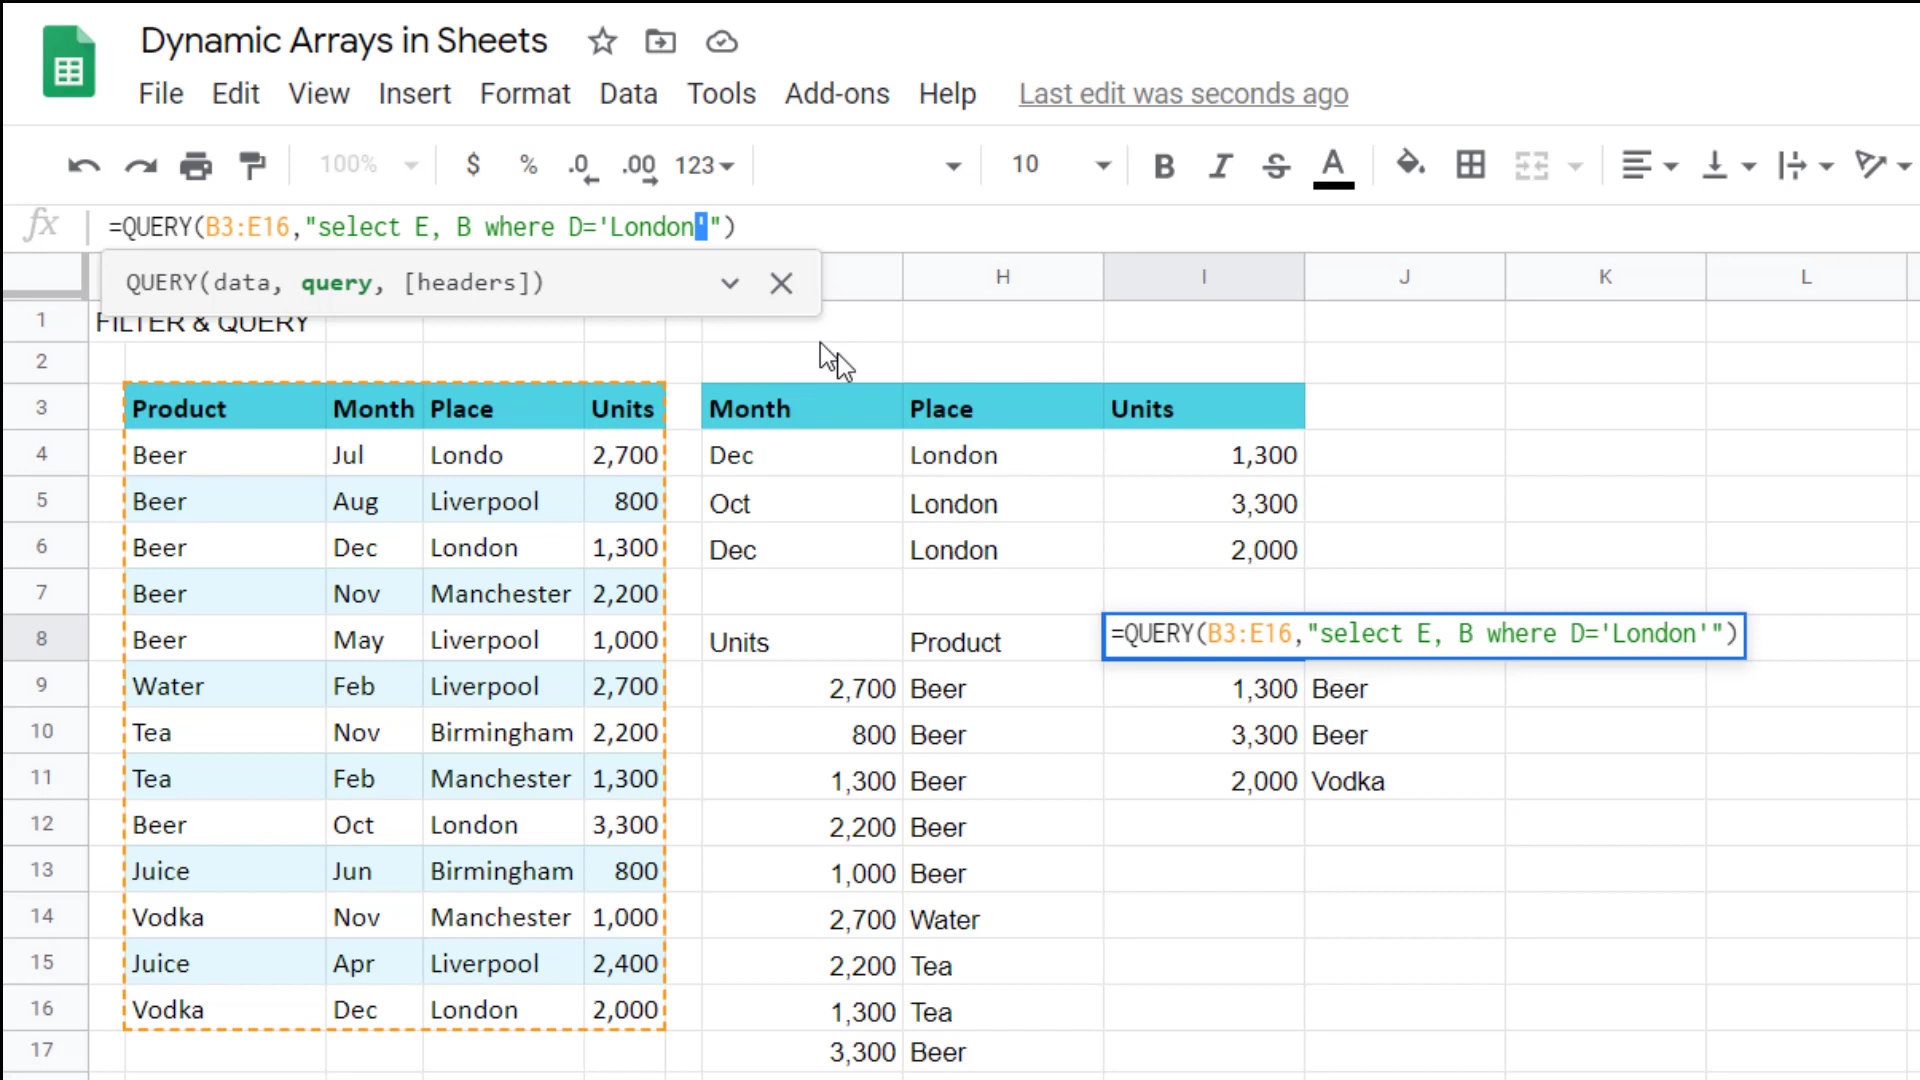 Dynamic Arrays in Sheets
File Edit View Insert Format Data Tools Add-ons Help Last edit was seconds ago
100% $ % .0 .00 123 10 B I S A
fx =QUERY(B3:E16,"select E, B where D='London'")
QUERY(data, query, [headers])
H I J K L
1 FILTER & QUERY
2
3 Product Month Place Units Month Place Units
4 Beer Jul Londo 2,700 Dec London 1,300
5 Beer Aug Liverpool 800 Oct London 3,300
6 Beer Dec London 1,300 Dec London 2,000
7 Beer Nov Manchester 2,200
8 Beer May Liverpool 1,000 Units Product =QUERY(B3:E16,"select E, B where D='London'")
9 Water Feb Liverpool 2,700 2,700 Beer 1,300 Beer
10 Tea Nov Birmingham 2,200 800 Beer 3,300 Beer
11 Tea Feb Manchester 1,300 1,300 Beer 2,000 Vodka
12 Beer Oct London 3,300 2,200 Beer
13 Juice Jun Birmingham 800 1,000 Beer
14 Vodka Nov Manchester 1,000 2,700 Water
15 Juice Apr Liverpool 2,400 2,200 Tea
16 Vodka Dec London 2,000 1,300 Tea
17 3,300 Beer